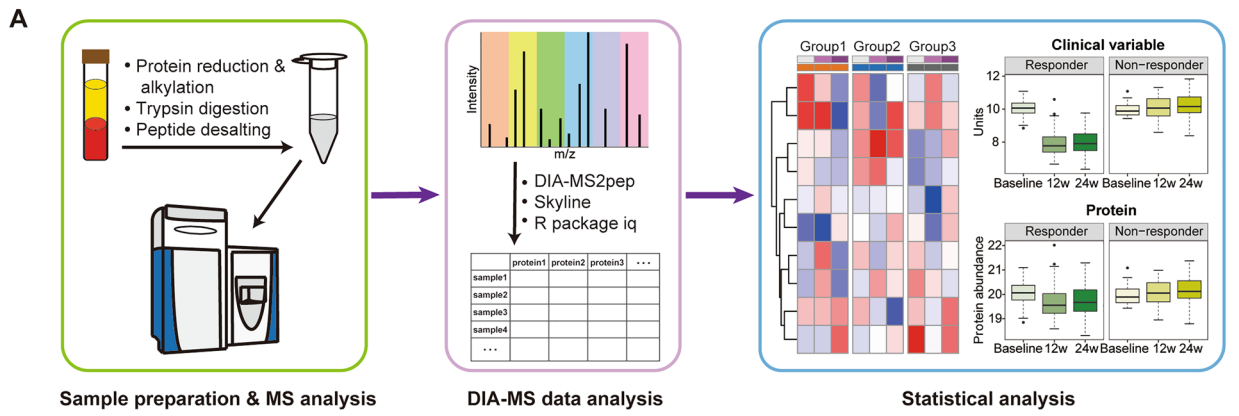 A
• Protein reduction &
alkylation
• Trypsin digestion
• Peptide desalting
Sample preparation & MS analysis
Intensity
m/z
• DIA-MS2pep
• Skyline
• R package iq
protein1 protein2 protein3 ...
sample1
sample2
sample3
sample4
...
DIA-MS data analysis
Group1 Group2 Group3
Clinical variable
Responder Non-responder
Units
12
10
8
Baseline 12w 24w Baseline 12w 24w
Protein
Responder Non-responder
Protein abundance
22
21
20
19
Baseline 12w 24w Baseline 12w 24w
Statistical analysis